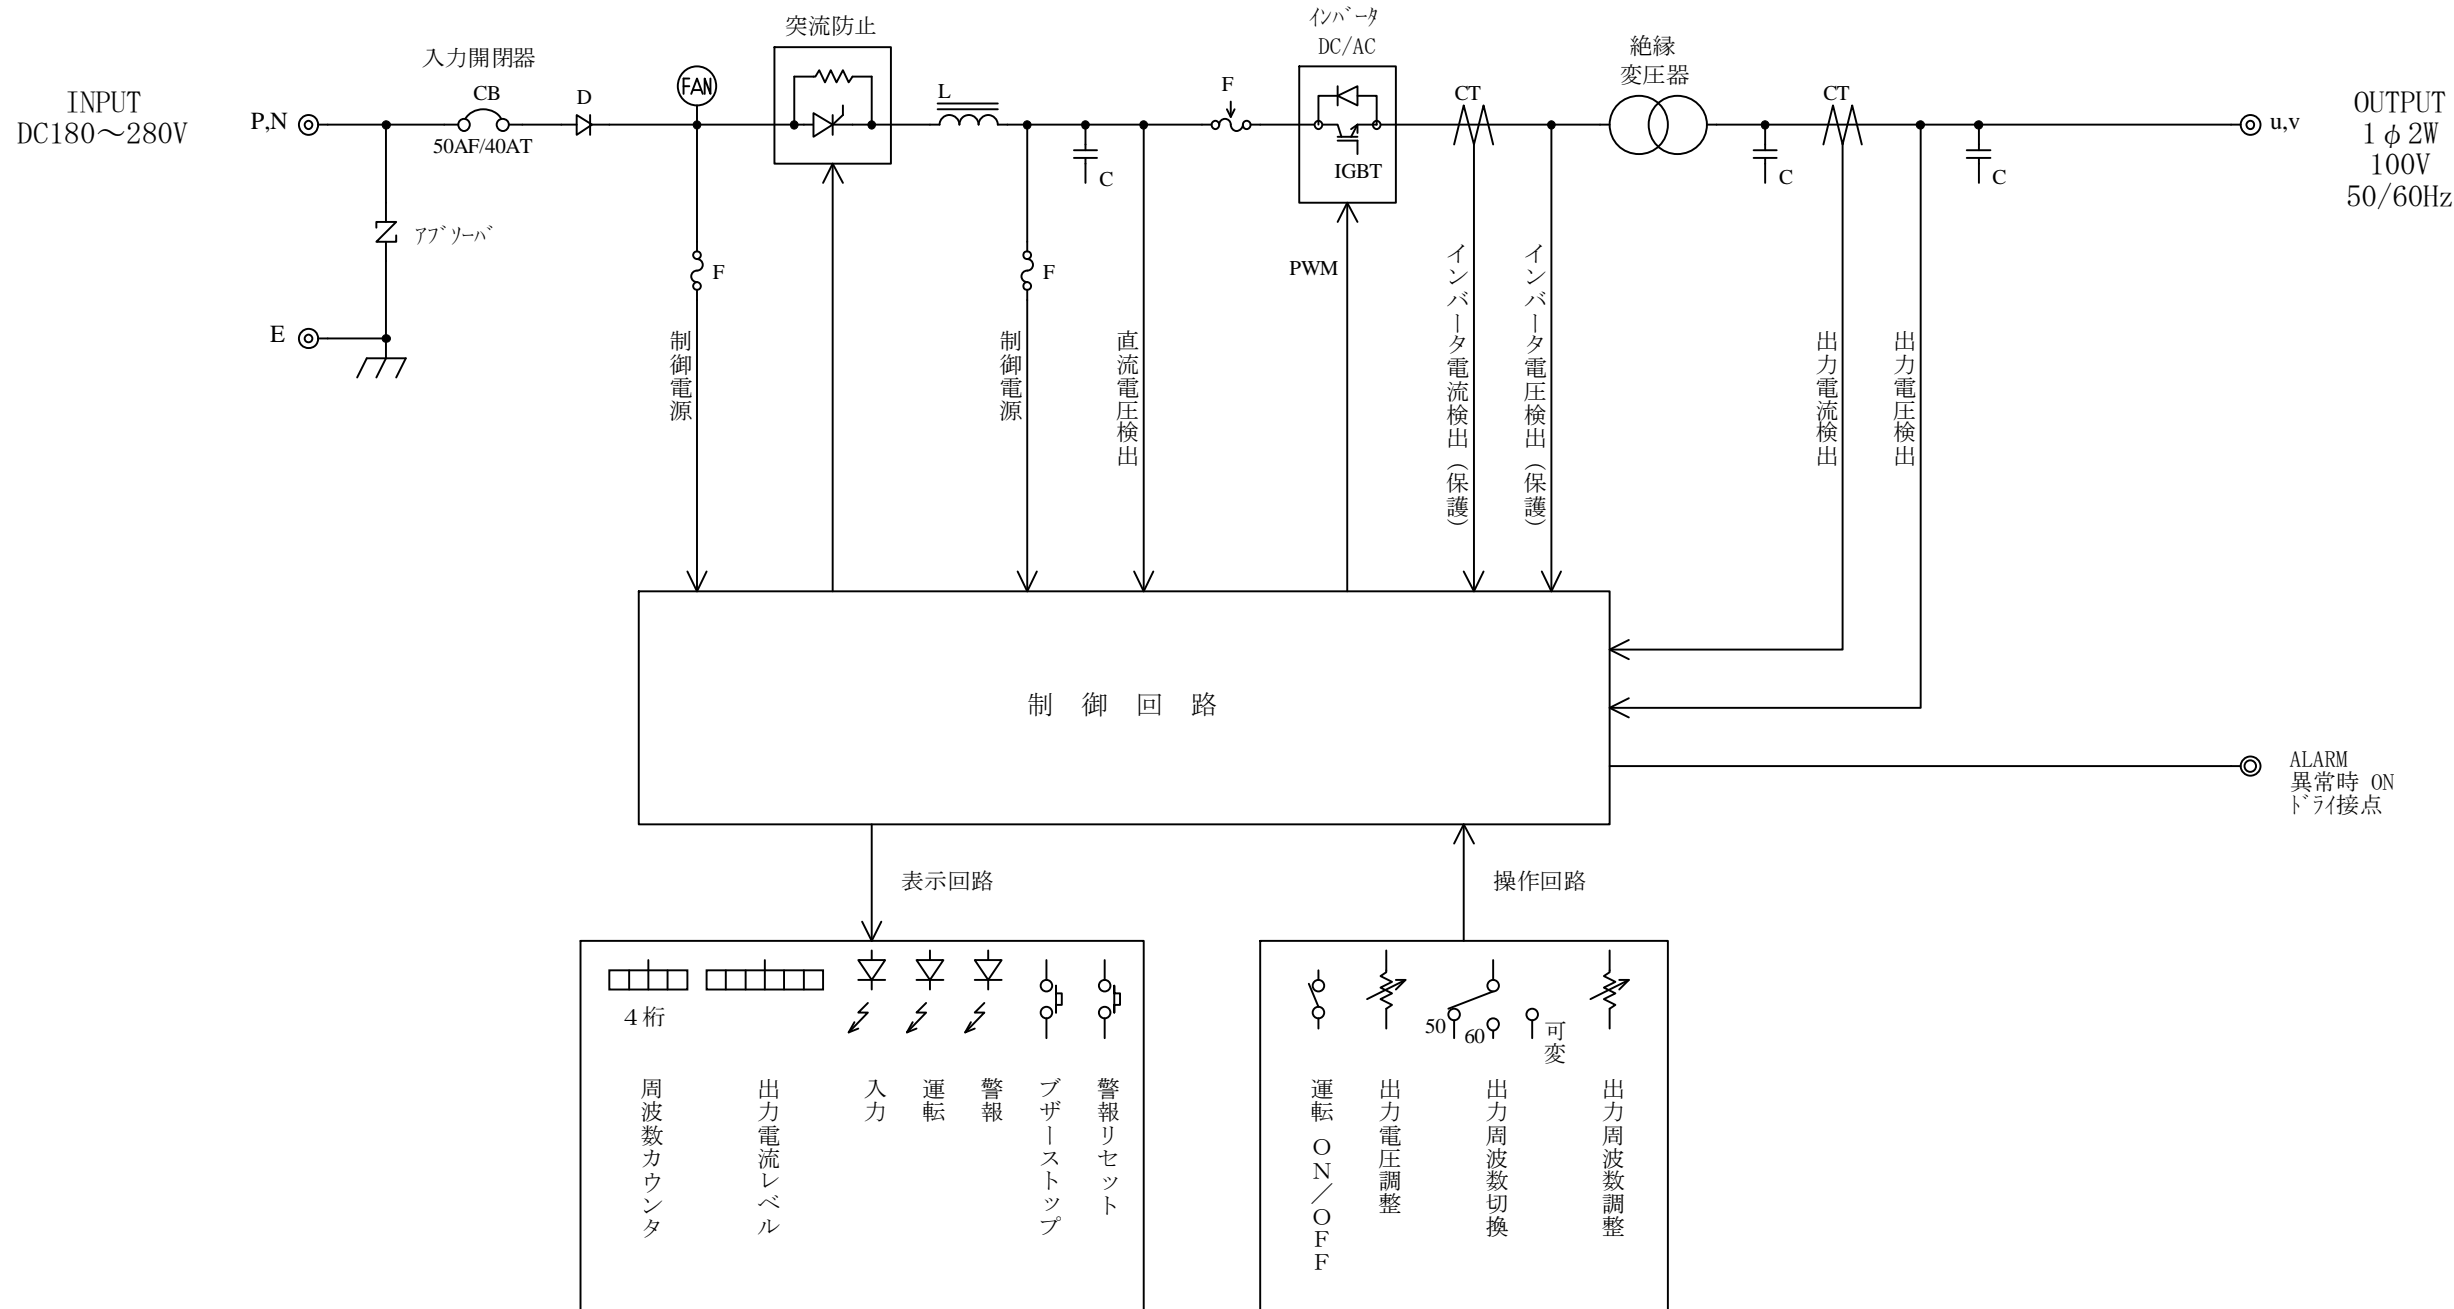 INPUT
DC180～280V
P,N
入力開閉器
CB
50AF/40AT
D
アブソーバ
E
FAN
突流防止
L
C
F
インバータ
DC/AC
IGBT
CT
絶縁
変圧器
C
CT
C
u,v
OUTPUT
1φ2W
100V
50/60Hz
F
制御電源
F
制御電源
直流電圧検出
PWM
インバータ電流検出（保護）
インバータ電圧検出（保護）
出力電流検出
出力電圧検出
制御回路
ALARM
異常時 ON
ドライ接点
表示回路
操作回路
4桁
周波数カウンタ
出力電流レベル
入力
運転
警報
ブザーストップ
警報リセット
50
60
可変
運転 ON／OFF
出力電圧調整
出力周波数切換
出力周波数調整